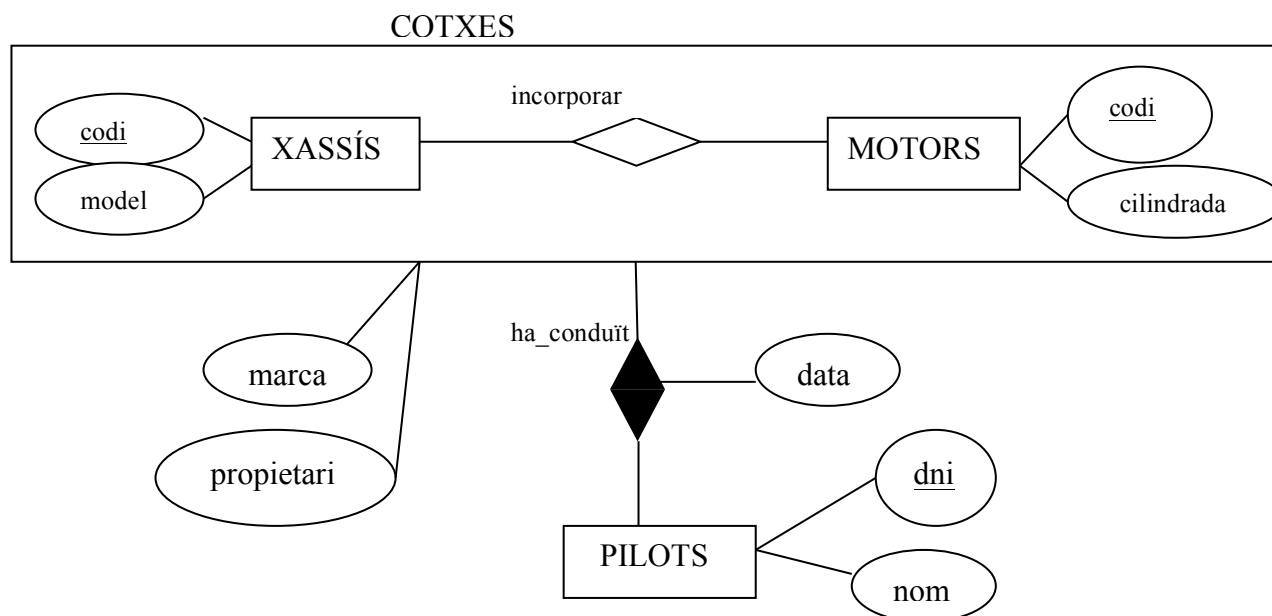 COTXES
incorporar
codi
XASSÍS
MOTORS
codi
model
cilindrada
ha_conduït
marca
data
propietari
dni
PILOTS
nom